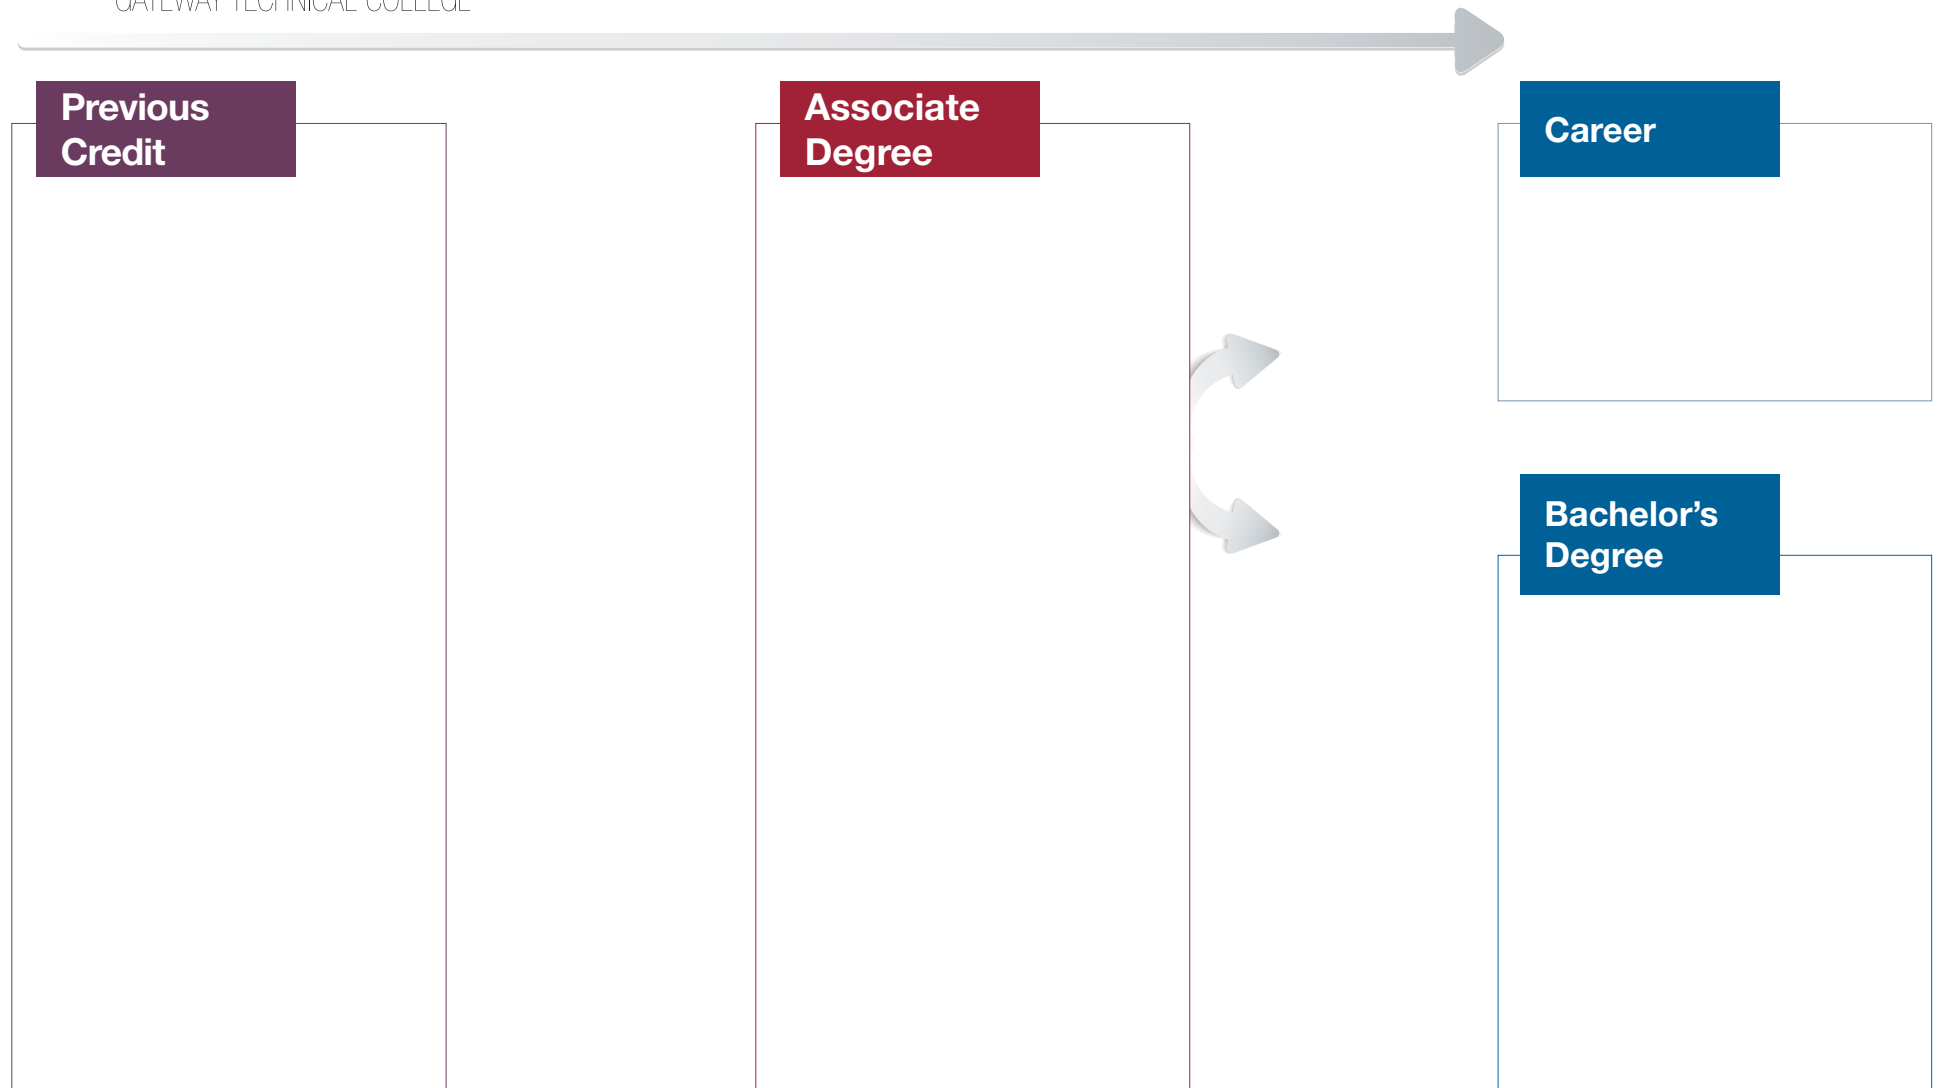 GATEWAY TECHNICAL COLLEGE
Previous
Credit
Associate
Degree
Career
Bachelor’s
Degree